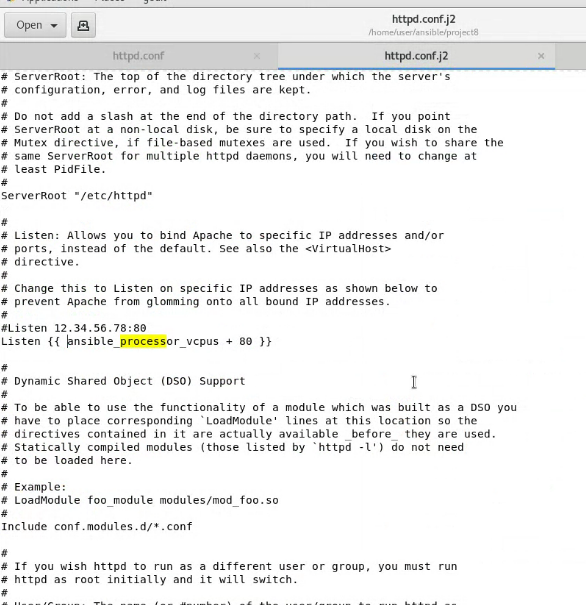 Open
httpd.conf.j2
/home/user/ansible/project8
httpd.conf
httpd.conf.j2
# ServerRoot: The top of the directory tree under which the server's
# configuration, error, and log files are kept.
#
# Do not add a slash at the end of the directory path.  If you point
# ServerRoot at a non-local disk, be sure to specify a local disk on the
# Mutex directive, if file-based mutexes are used.  If you wish to share the
# same ServerRoot for multiple httpd daemons, you will need to change at
# least PidFile.
#
ServerRoot "/etc/httpd"
#
# Listen: Allows you to bind Apache to specific IP addresses and/or
# ports, instead of the default. See also the <VirtualHost>
# directive.
#
# Change this to Listen on specific IP addresses as shown below to
# prevent Apache from glomming onto all bound IP addresses.
#
#Listen 12.34.56.78:80
Listen {{ ansible_processor_vcpus + 80 }}
#
# Dynamic Shared Object (DSO) Support
#
# To be able to use the functionality of a module which was built as a DSO you
# have to place corresponding `LoadModule' lines at this location so the
# directives contained in it are actually available _before_ they are used.
# Statically compiled modules (those listed by `httpd -l') do not need
# to be loaded here.
#
# Example:
# LoadModule foo_module modules/mod_foo.so
#
Include conf.modules.d/*.conf
#
# If you wish httpd to run as a different user or group, you must run
# httpd as root initially and it will switch.
#